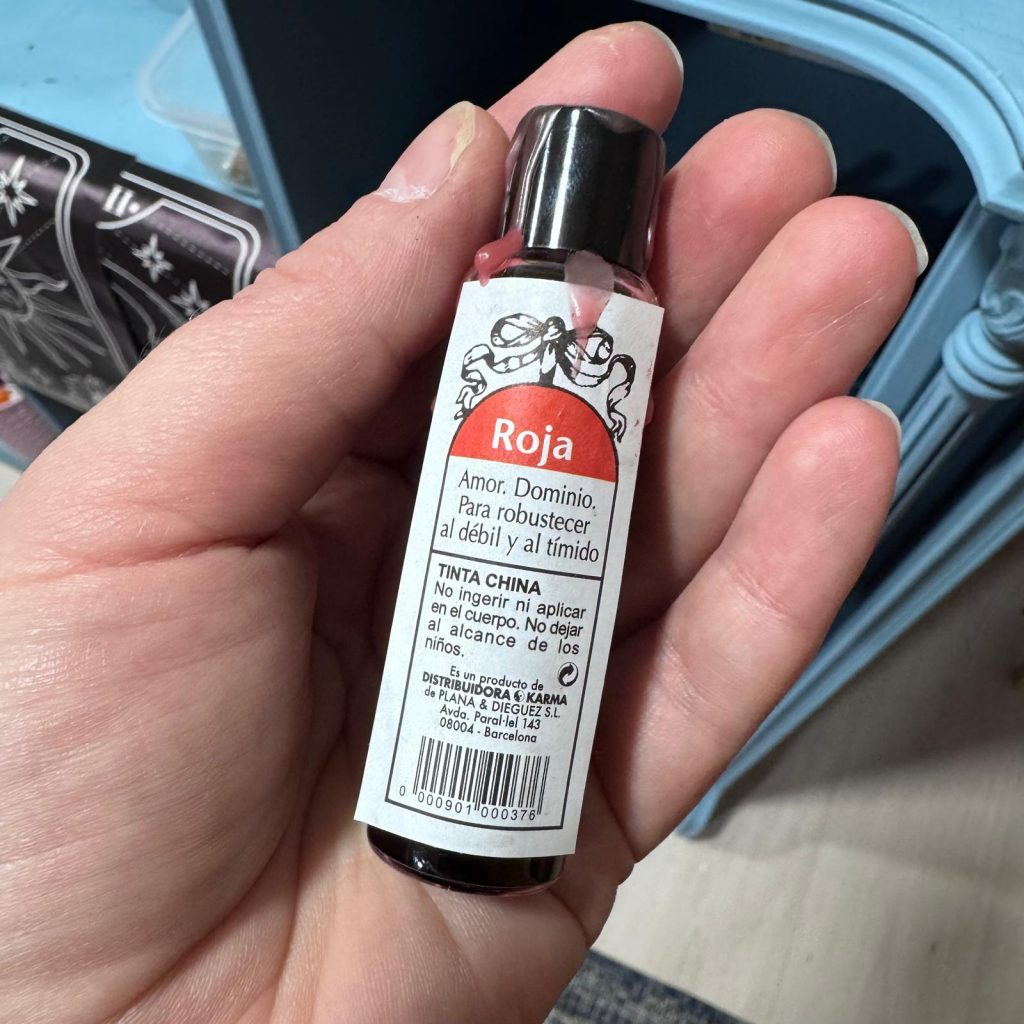 Roja
Amor. Dominio.
Para robustecer
al débil y al tímido
TINTA CHINA
No ingerir ni aplicar
en el cuerpo. No dejar
al alcance de los
niños.
Es un producto de
DISTRIBUIDORA KARMA
de PLANA & DIEGUEZ S.L.
Avda. Paral·lel 143
08004 - Barcelona
0 000901 000376